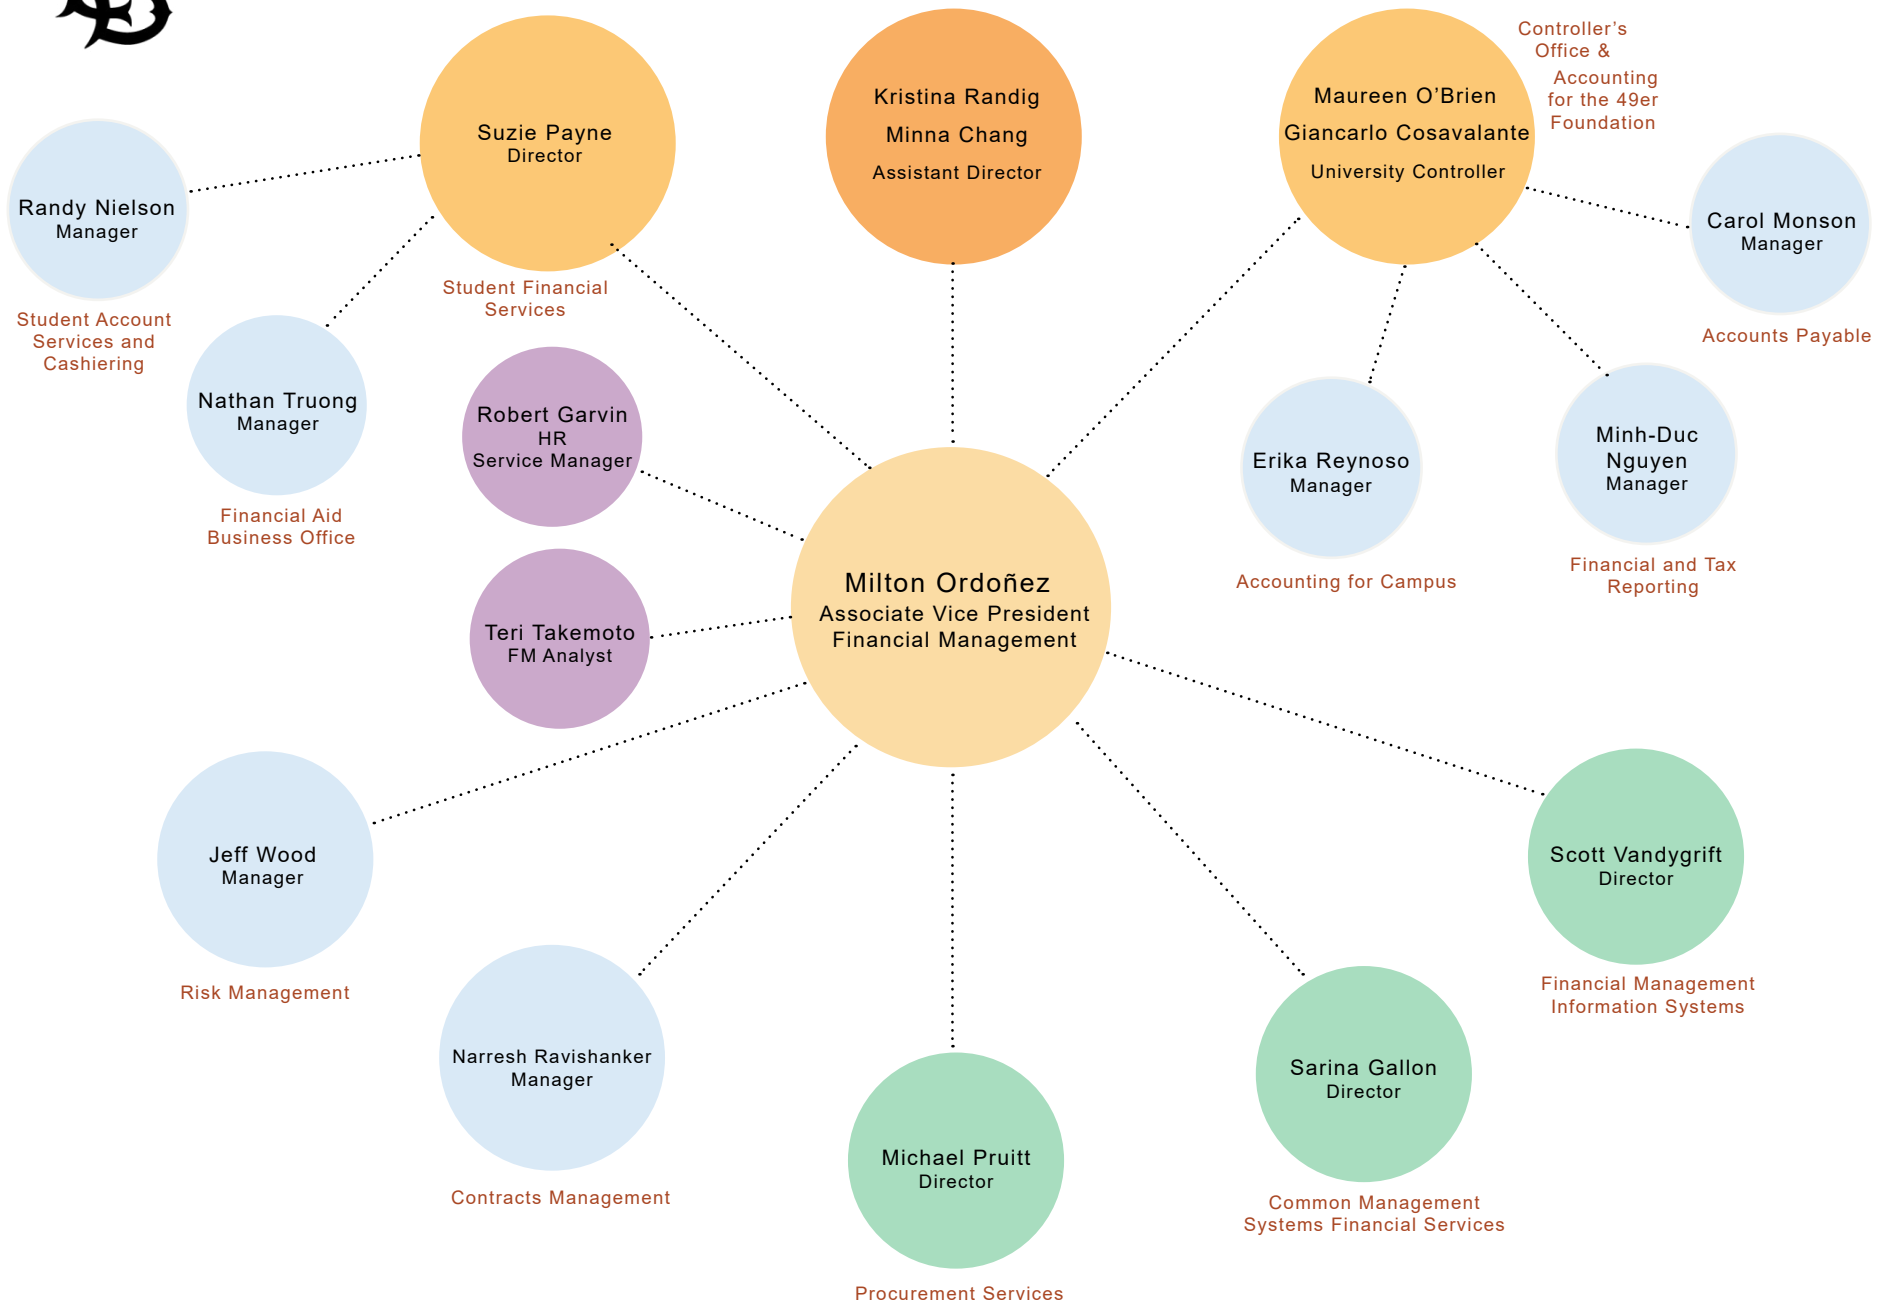 Controller’s
Office &
Accounting
for the 49er
Foundation
Suzie Payne
Director
Student Financial
Services
Kristina Randig
Minna Chang
Assistant Director
Maureen O’Brien
Giancarlo Cosavalante
University Controller
Randy Nielson
Manager
Student Account
Services and
Cashiering
Carol Monson
Manager
Accounts Payable
Nathan Truong
Manager
Financial Aid
Business Office
Robert Garvin
HR
Service Manager
Erika Reynoso
Manager
Accounting for Campus
Minh-Duc
Nguyen
Manager
Financial and Tax
Reporting
Milton Ordoñez
Associate Vice President
Financial Management
Teri Takemoto
FM Analyst
Jeff Wood
Manager
Risk Management
Scott Vandygrift
Director
Financial Management
Information Systems
Narresh Ravishanker
Manager
Contracts Management
Sarina Gallon
Director
Common Management
Systems Financial Services
Michael Pruitt
Director
Procurement Services